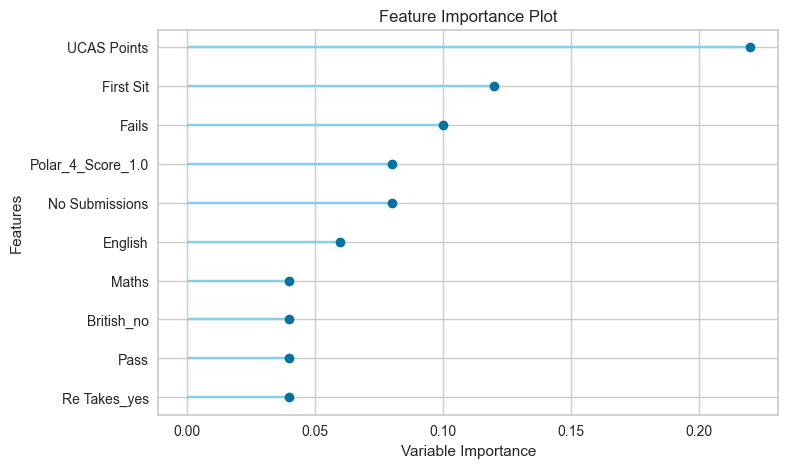 Feature Importance Plot
UCAS Points
First Sit
Fails
Polar_4_Score_1.0
No Submissions
English
Maths
British_no
Pass
Re Takes_yes
Features
0.00 0.05 0.10 0.15 0.20
Variable Importance